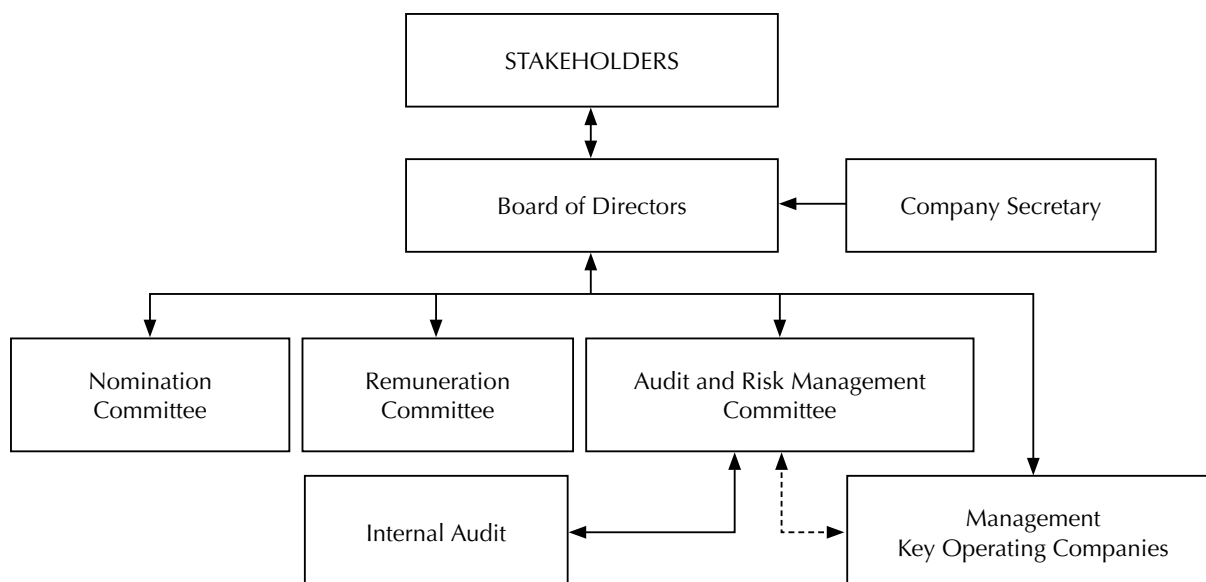 STAKEHOLDERS
Board of Directors
Company Secretary
Nomination
Committee
Remuneration
Committee
Audit and Risk Management
Committee
Internal Audit
Management
Key Operating Companies